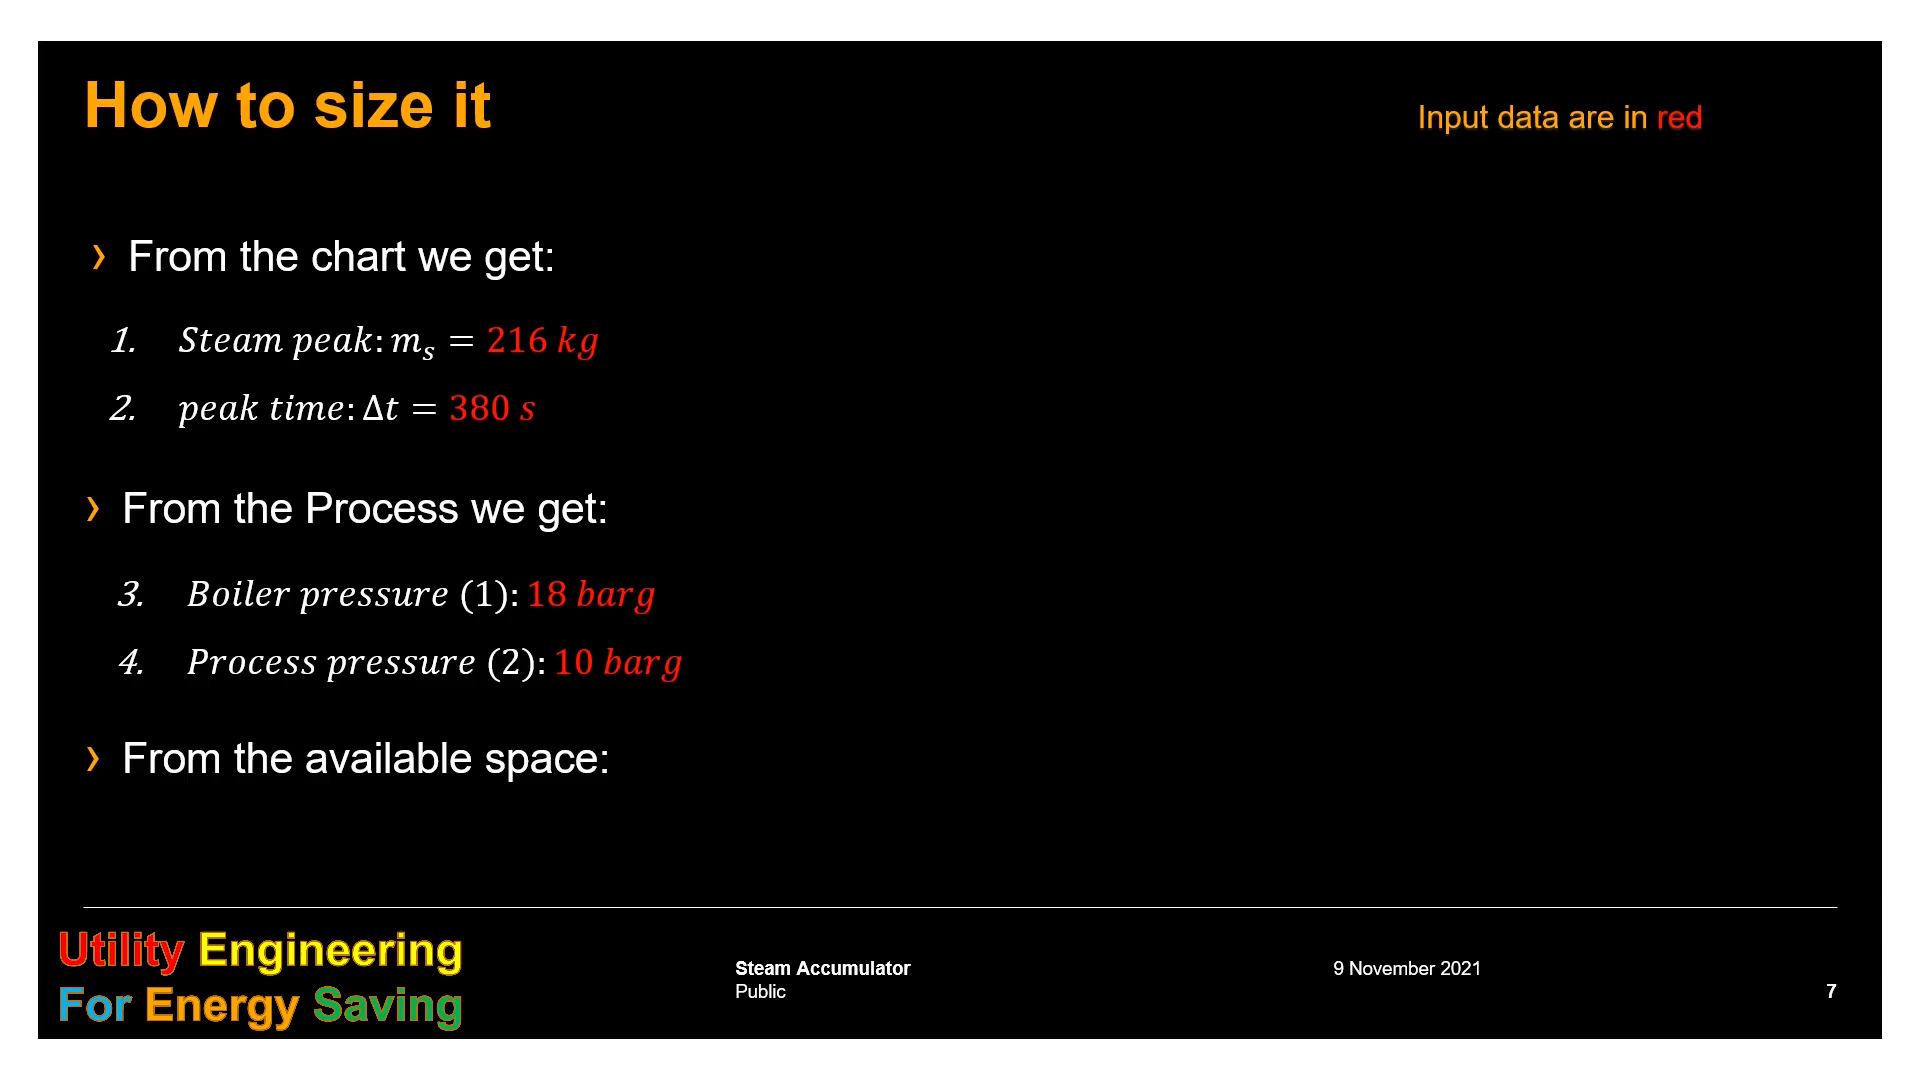 How to size it
Input data are in red
› From the chart we get:
1. Steam peak: mₛ = 216 kg
2. peak time: Δt = 380 s
› From the Process we get:
3. Boiler pressure (1): 18 barg
4. Process pressure (2): 10 barg
› From the available space:
Utility Engineering
For Energy Saving
Steam Accumulator
Public
9 November 2021
7